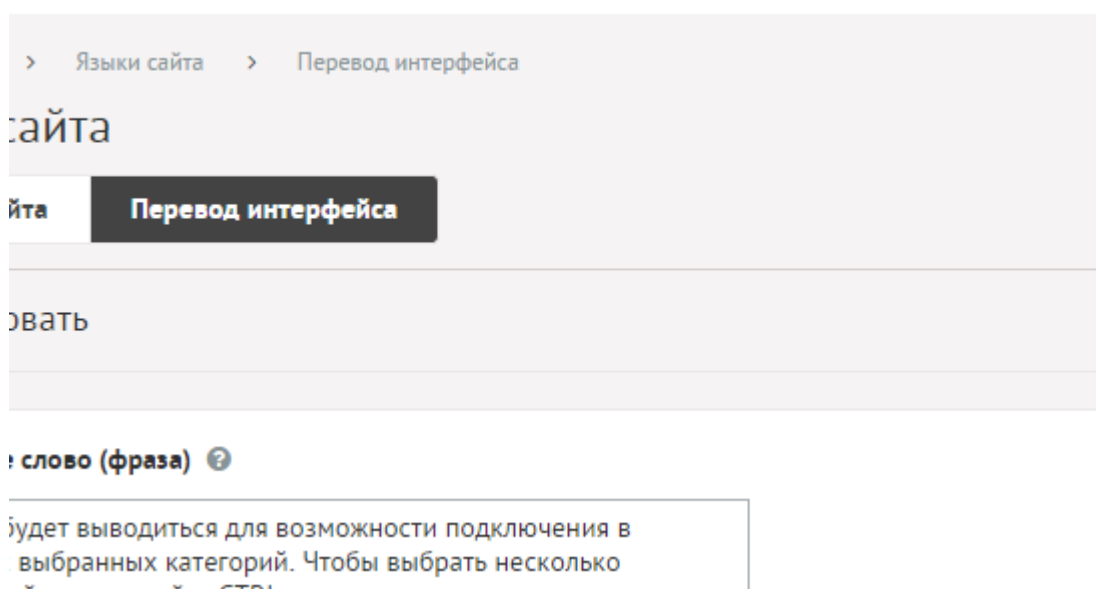 > Языки сайта > Перевод интерфейса
сайта
йта Перевод интерфейса
овать
слово (фраза) ?
будет выводиться для возможности подключения в
выбранных категорий. Чтобы выбрать несколько